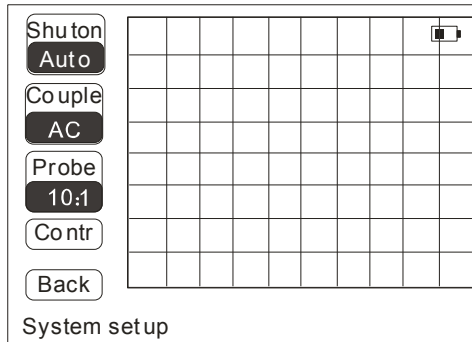 Shuton
Auto
Couple
AC
Probe
10:1
Contr
Back
System setup